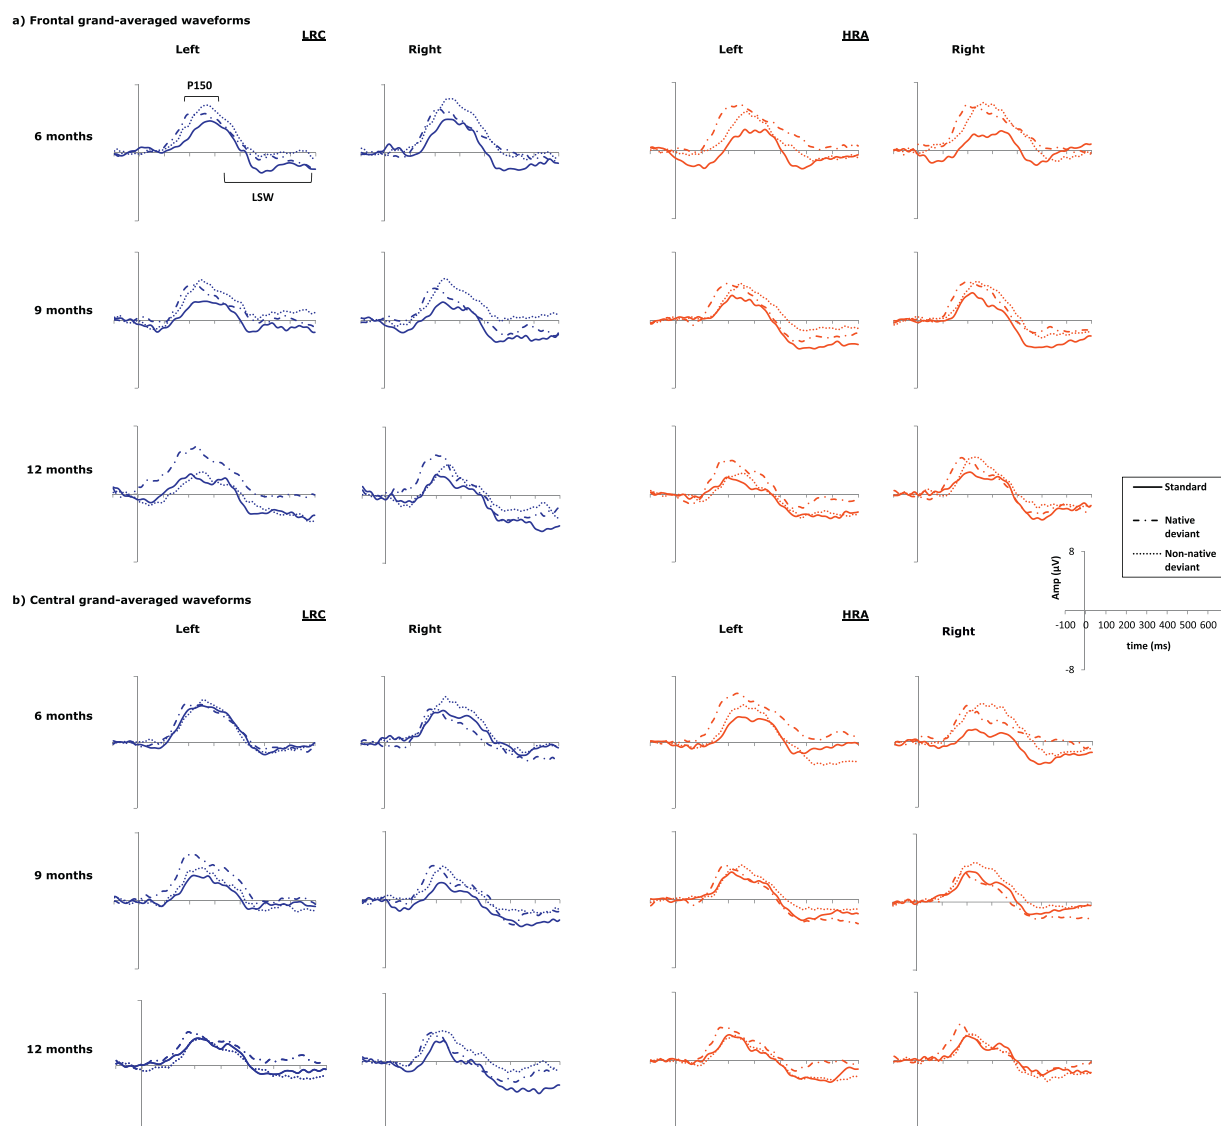 a) Frontal grand-averaged waveforms
LRC
HRA
Left
Right
Left
Right
P150
6 months
LSW
9 months
12 months
Standard
Native
deviant
Non-native
deviant
8
Amp (μV)
-100 0 100 200 300 400 500 600
time (ms)
-8
b) Central grand-averaged waveforms
LRC
HRA
Left
Right
Left
Right
6 months
9 months
12 months